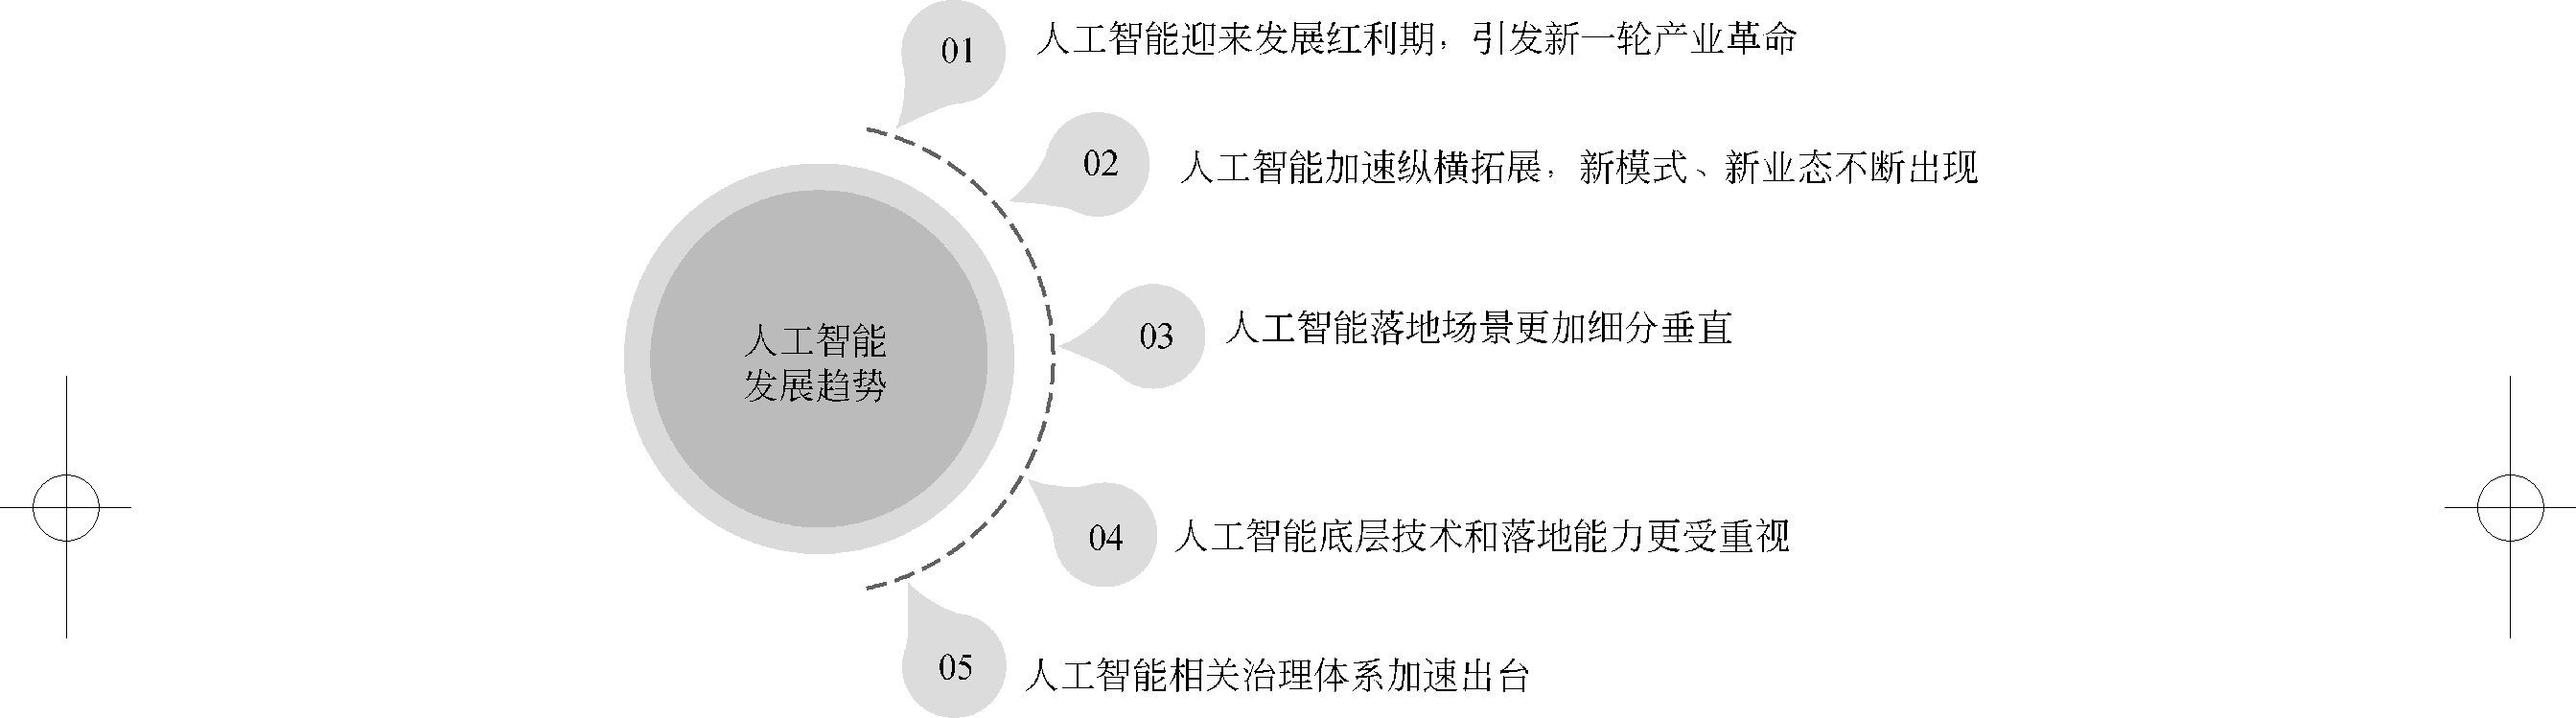 01
人工智能迎来发展红利期，引发新一轮产业革命
02
人工智能加速纵横拓展，新模式、新业态不断出现
人工智能
发展趋势
03
人工智能落地场景更加细分垂直
04
人工智能底层技术和落地能力更受重视
05
人工智能相关治理体系加速出台